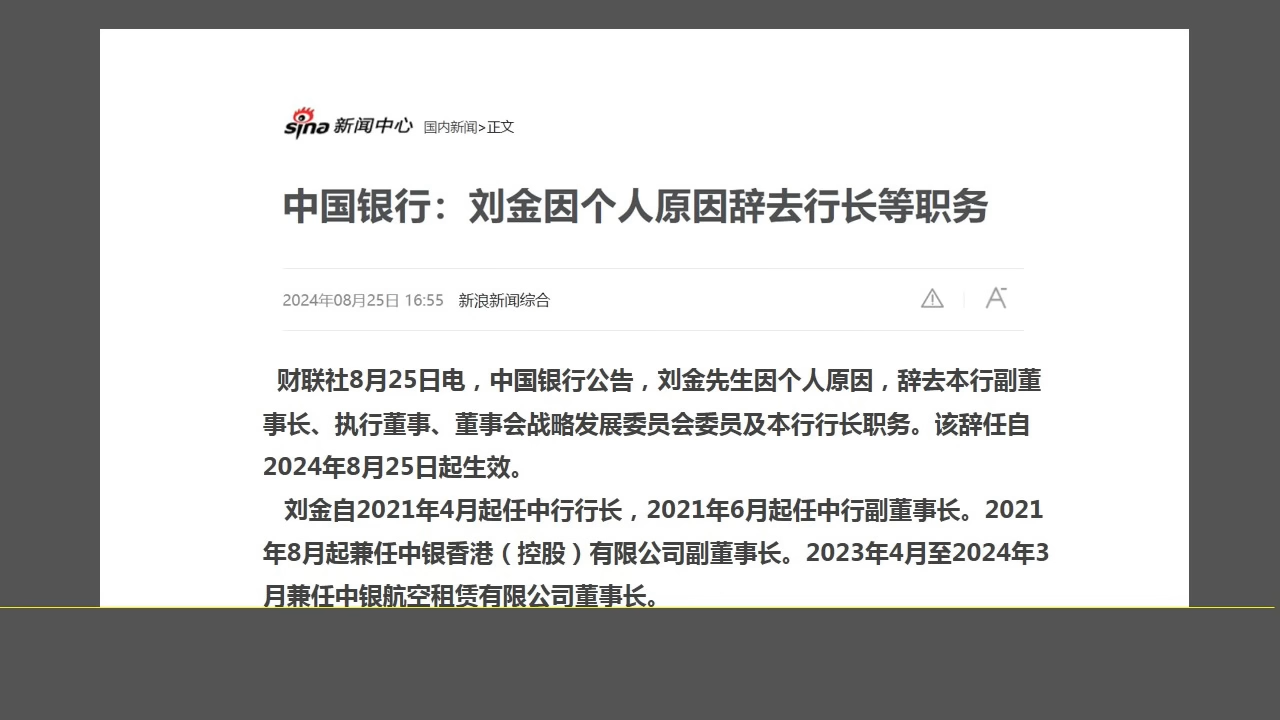 sina 新闻中心 国内新闻>正文
中国银行：刘金因个人原因辞去行长等职务
2024年08月25日 16:55 新浪新闻综合
A-
财联社8月25日电，中国银行公告，刘金先生因个人原因，辞去本行副董
事长、执行董事、董事会战略发展委员会委员及本行行长职务。该辞任自
2024年8月25日起生效。
刘金自2021年4月起任中行行长，2021年6月起任中行副董事长。2021
年8月起兼任中银香港（控股）有限公司副董事长。2023年4月至2024年3
月兼任中银航空租赁有限公司董事长。